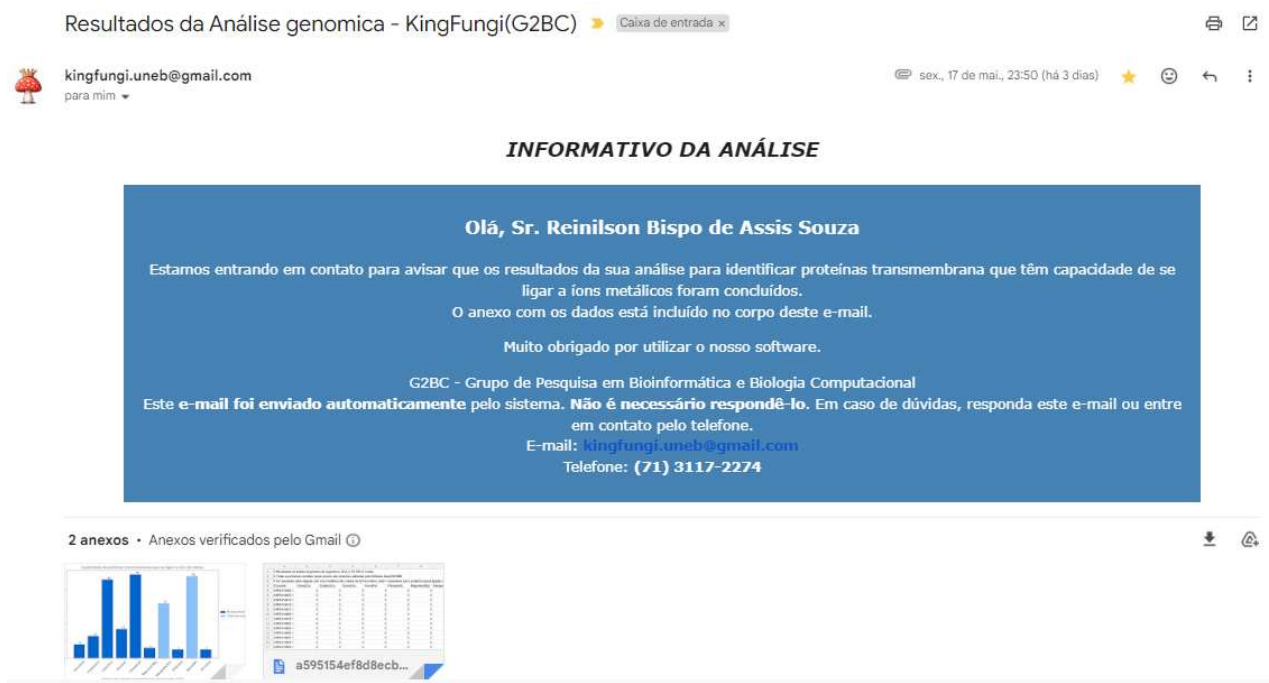 Resultados da Análise genomica - KingFungi(G2BC) Caixa de entrada x
kingfungi.uneb@gmail.com
sex., 17 de mai., 23:50 (há 3 dias)
para mim
INFORMATIVO DA ANÁLISE
Olá, Sr. Reinilson Bispo de Assis Souza
Estamos entrando em contato para avisar que os resultados da sua análise para identificar proteínas transmembrana que têm capacidade de se
ligar a íons metálicos foram concluídos.
O anexo com os dados está incluído no corpo deste e-mail.
Muito obrigado por utilizar o nosso software.
G2BC - Grupo de Pesquisa em Bioinformática e Biologia Computacional
Este e-mail foi enviado automaticamente pelo sistema. Não é necessário respondê-lo. Em caso de dúvidas, responda este e-mail ou entre
em contato pelo telefone.
E-mail: kingfungi.uneb@gmail.com
Telefone: (71) 3117-2274
2 anexos • Anexos verificados pelo Gmail
a595154ef8d8ecb...